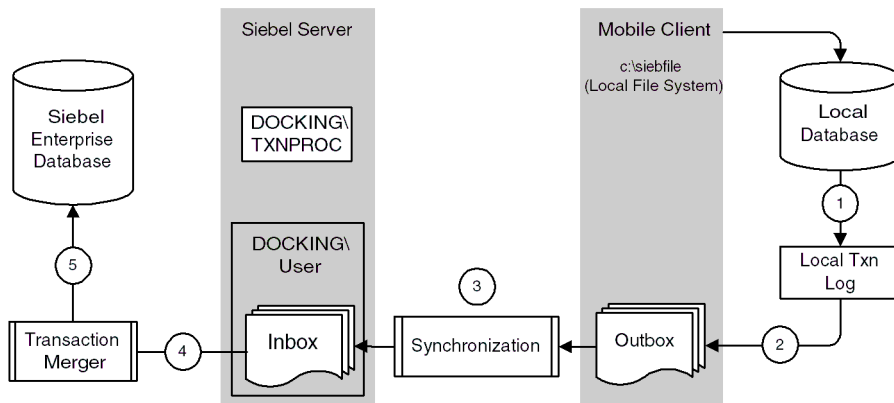 Siebel Server
Mobile Client
c:\siebfile
(Local File System)
Siebel
Enterprise
Database
DOCKING\
TXNPROC
Local
Database
1
DOCKING\
User
5
3
Local Txn
Log
Transaction
Merger
4
Inbox
Synchronization
Outbox
2